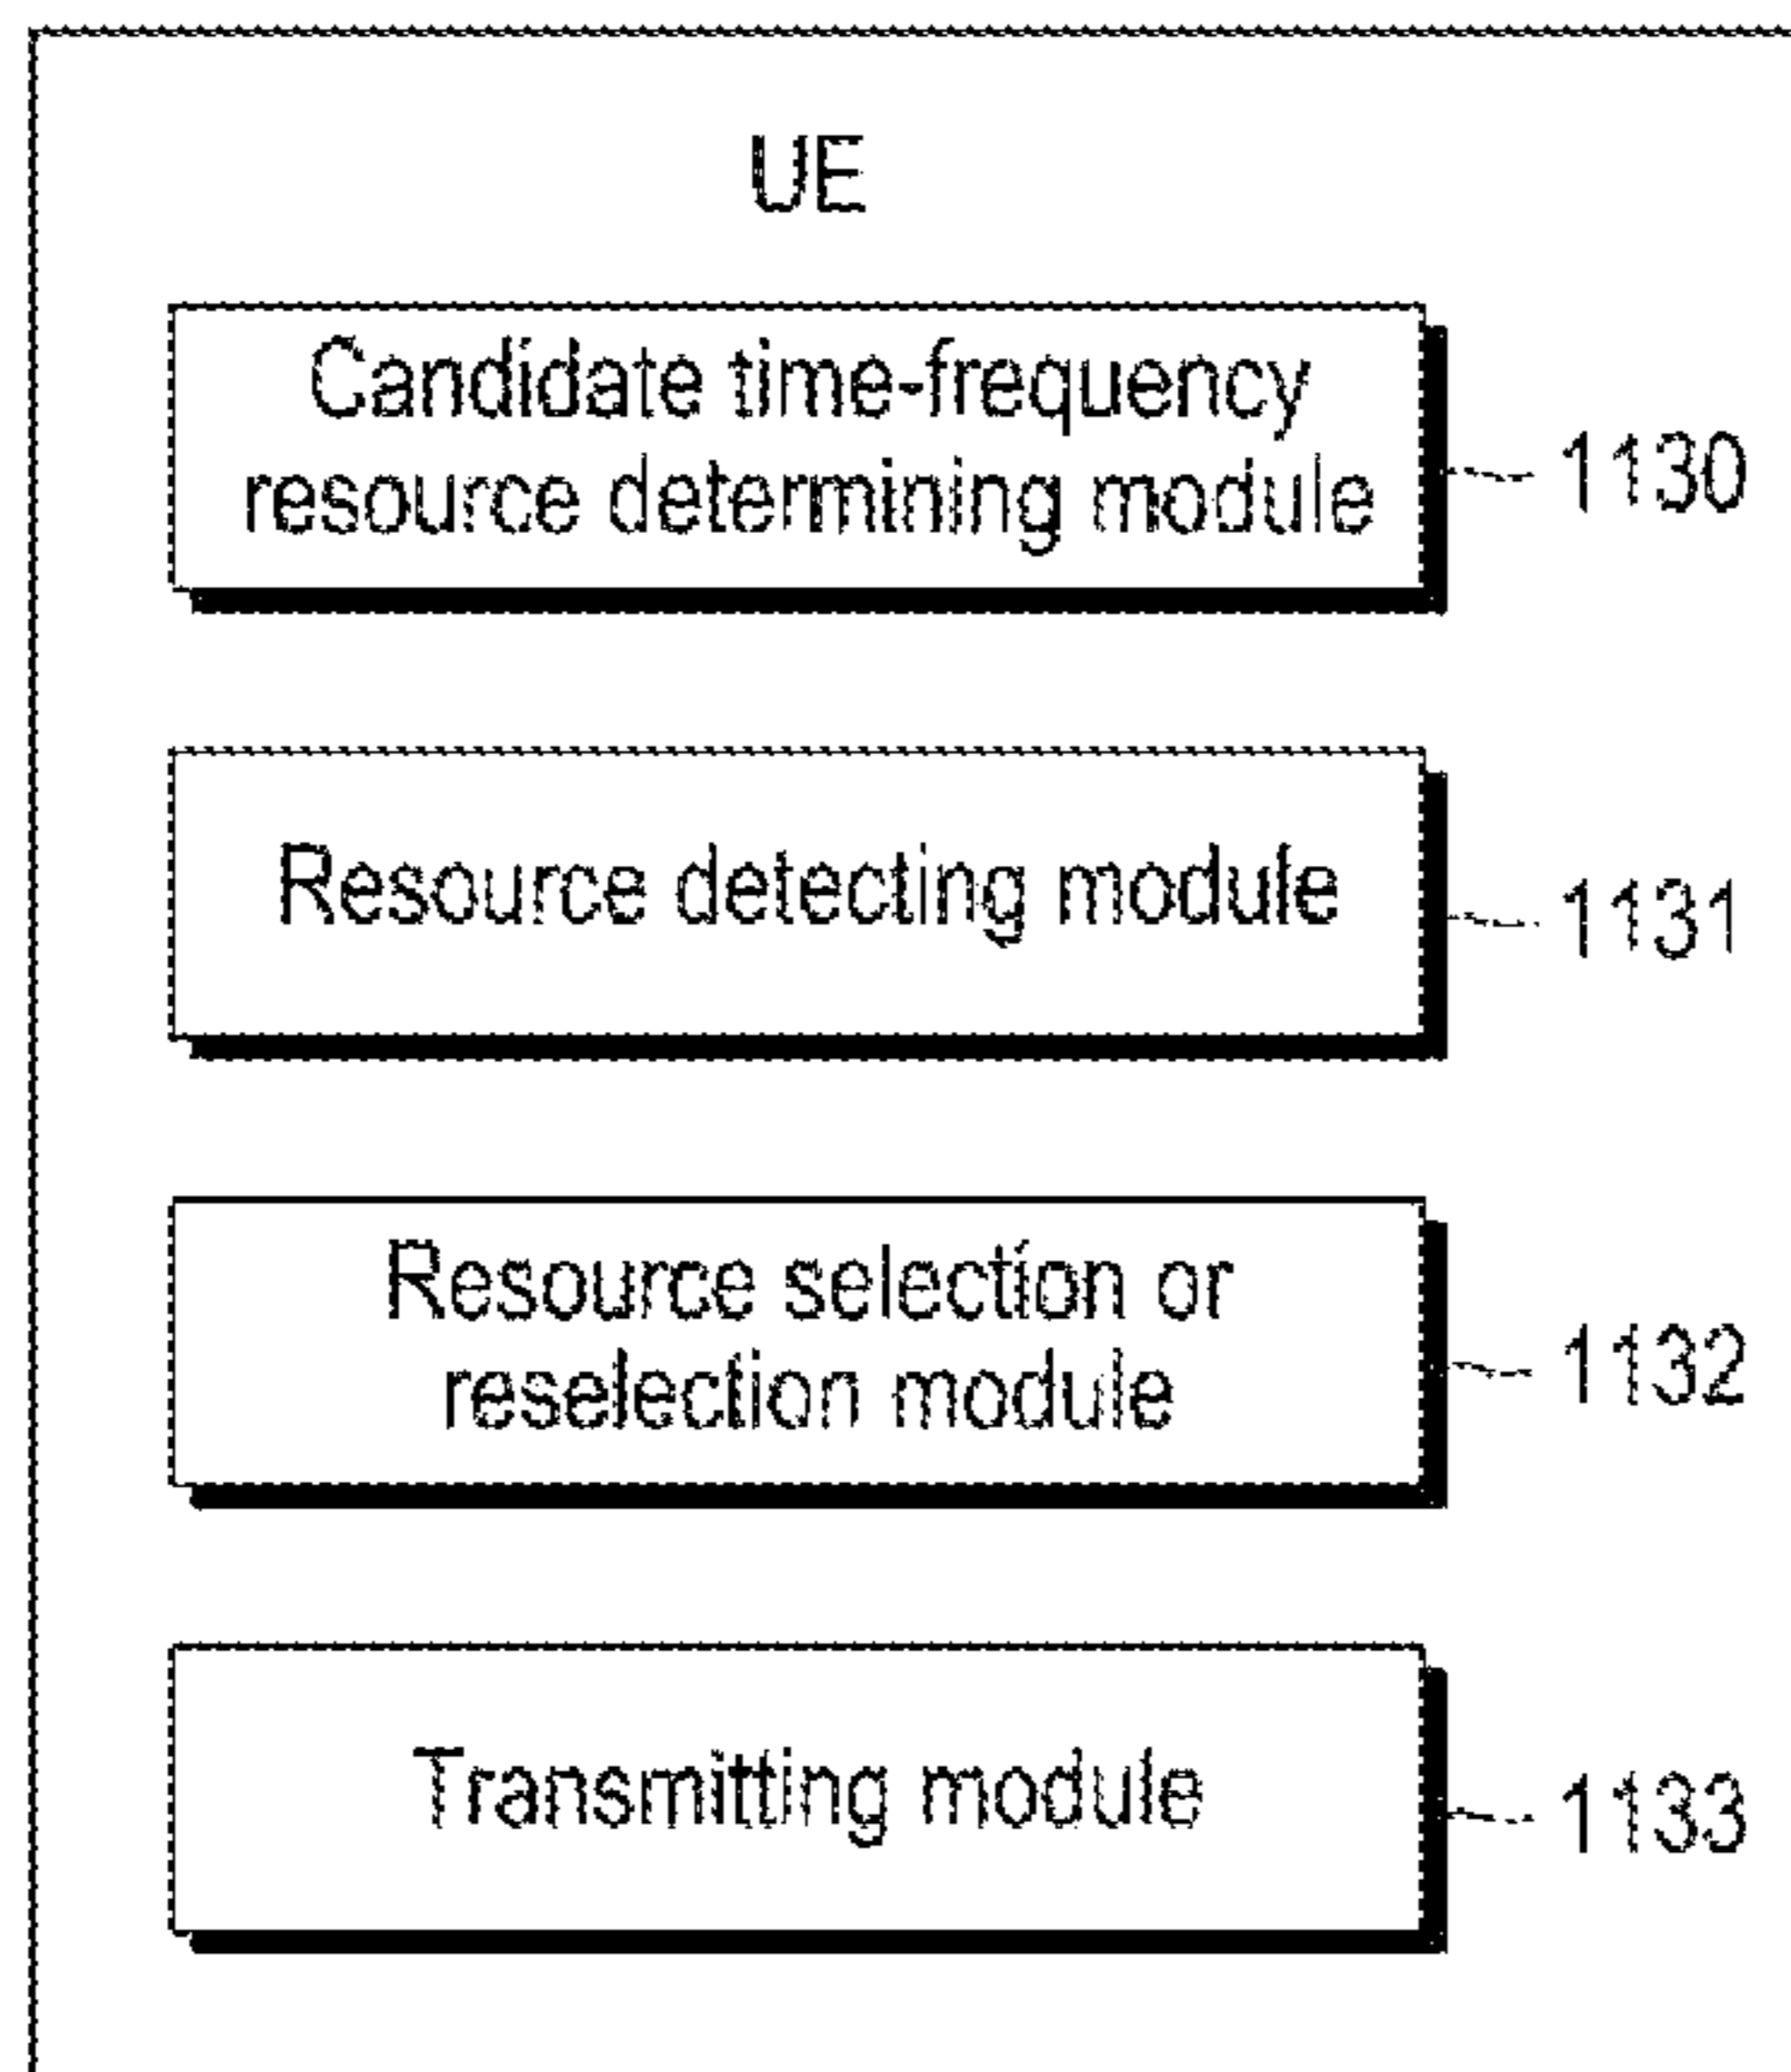 UE
Candidate time-frequency
resource determining module
1130
Resource detecting module
1131
Resource selection or
reselection module
1132
Transmitting module
1133